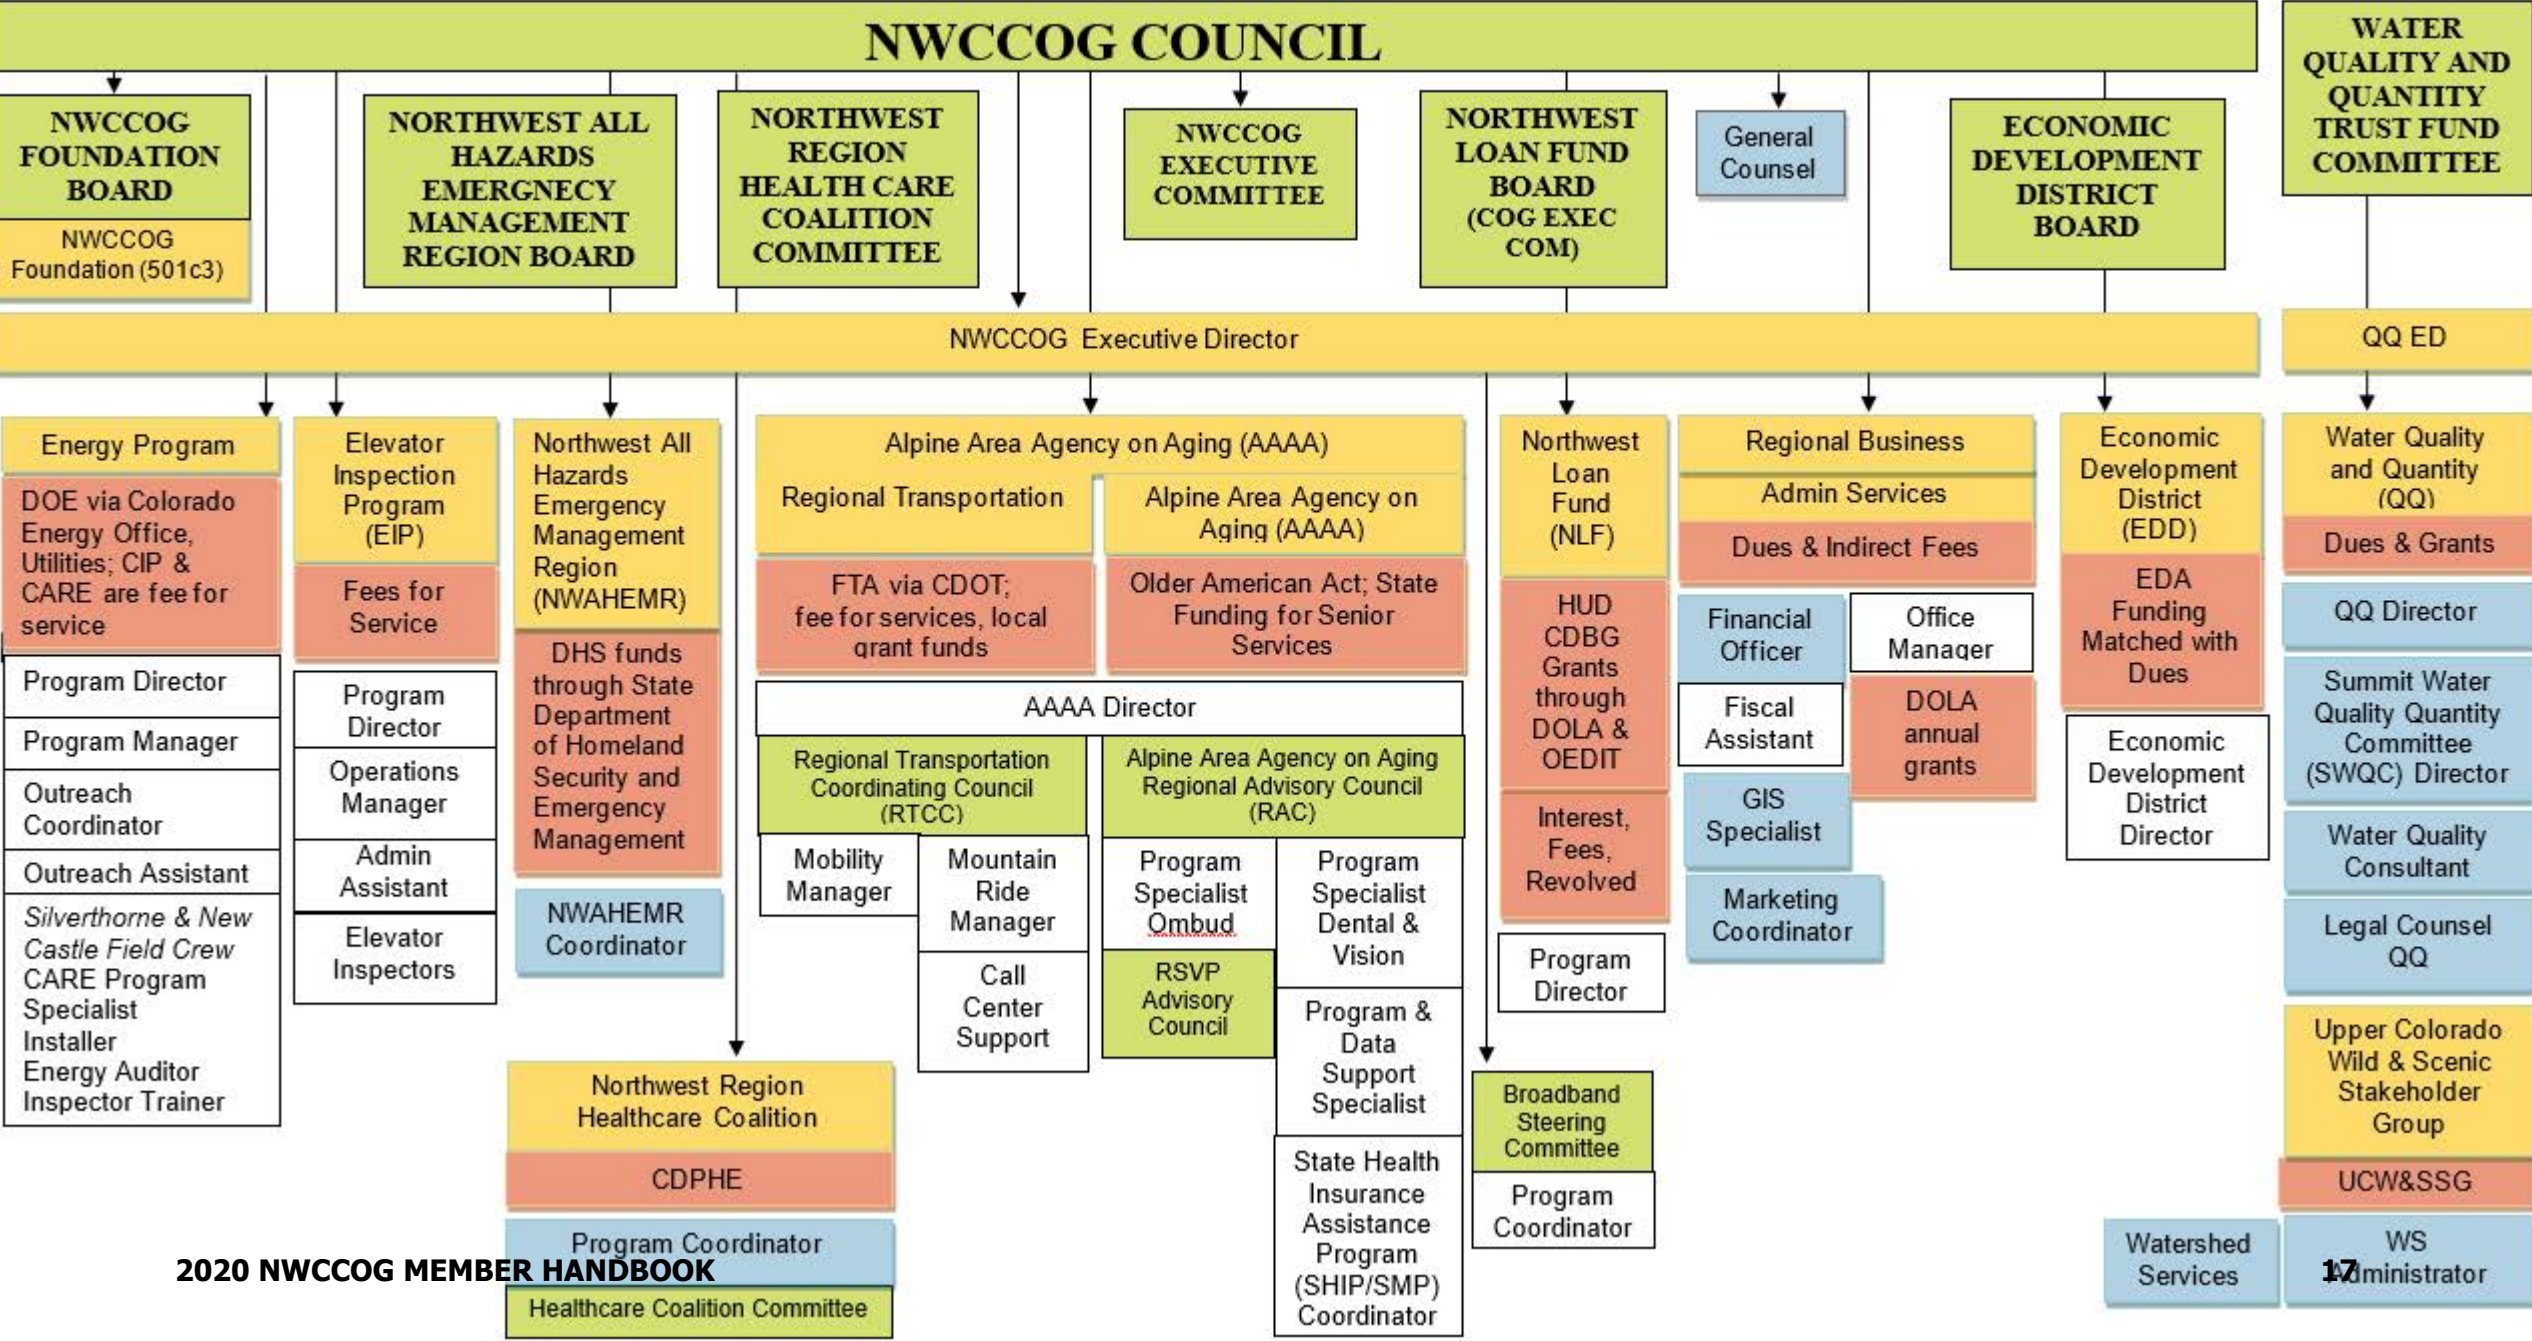 NWCCOG COUNCIL
WATER
QUALITY AND
QUANTITY
TRUST FUND
COMMITTEE
NWCCOG
FOUNDATION
BOARD
NWCCOG
Foundation (501c3)
NORTHWEST ALL
HAZARDS
EMERGNECY
MANAGEMENT
REGION BOARD
NORTHWEST
REGION
HEALTH CARE
COALITION
COMMITTEE
NWCCOG
EXECUTIVE
COMMITTEE
NORTHWEST
LOAN FUND
BOARD
(COG EXEC
COM)
General
Counsel
ECONOMIC
DEVELOPMENT
DISTRICT
BOARD
NWCCOG Executive Director
QQ ED
Energy Program
DOE via Colorado
Energy Office,
Utilities; CIP &
CARE are fee for
service
Program Director
Program Manager
Outreach
Coordinator
Outreach Assistant
Silverthorne & New
Castle Field Crew
CARE Program
Specialist
Installer
Energy Auditor
Inspector Trainer
Elevator
Inspection
Program
(EIP)
Fees for
Service
Program
Director
Operations
Manager
Admin
Assistant
Elevator
Inspectors
Northwest All
Hazards
Emergency
Management
Region
(NWAHEMR)
DHS funds
through State
Department
of Homeland
Security and
Emergency
Management
NWAHEMR
Coordinator
Northwest Region
Healthcare Coalition
CDPHE
Program Coordinator
Healthcare Coalition Committee
Alpine Area Agency on Aging (AAAA)
Regional Transportation
FTA via CDOT;
fee for services, local
grant funds
Alpine Area Agency on
Aging (AAAA)
Older American Act; State
Funding for Senior
Services
AAAA Director
Regional Transportation
Coordinating Council
(RTCC)
Mobility
Manager
Mountain
Ride
Manager
Call
Center
Support
Alpine Area Agency on Aging
Regional Advisory Council
(RAC)
Program
Specialist
Ombud
RSVP
Advisory
Council
Program
Specialist
Dental &
Vision
Program &
Data
Support
Specialist
State Health
Insurance
Assistance
Program
(SHIP/SMP)
Coordinator
Broadband
Steering
Committee
Program
Coordinator
Northwest
Loan
Fund
(NLF)
HUD
CDBG
Grants
through
DOLA &
OEDIT
Interest,
Fees,
Revolved
Program
Director
Regional Business
Admin Services
Dues & Indirect Fees
Financial
Officer
Office
Manager
Fiscal
Assistant
DOLA
annual
grants
GIS
Specialist
Marketing
Coordinator
Economic
Development
District
(EDD)
EDA
Funding
Matched with
Dues
Economic
Development
District
Director
Water Quality
and Quantity
(QQ)
Dues & Grants
QQ Director
Summit Water
Quality Quantity
Committee
(SWQC) Director
Water Quality
Consultant
Legal Counsel
QQ
Upper Colorado
Wild & Scenic
Stakeholder
Group
UCW&SSG
Watershed
Services
WS
Administrator
2020 NWCCOG MEMBER HANDBOOK
17